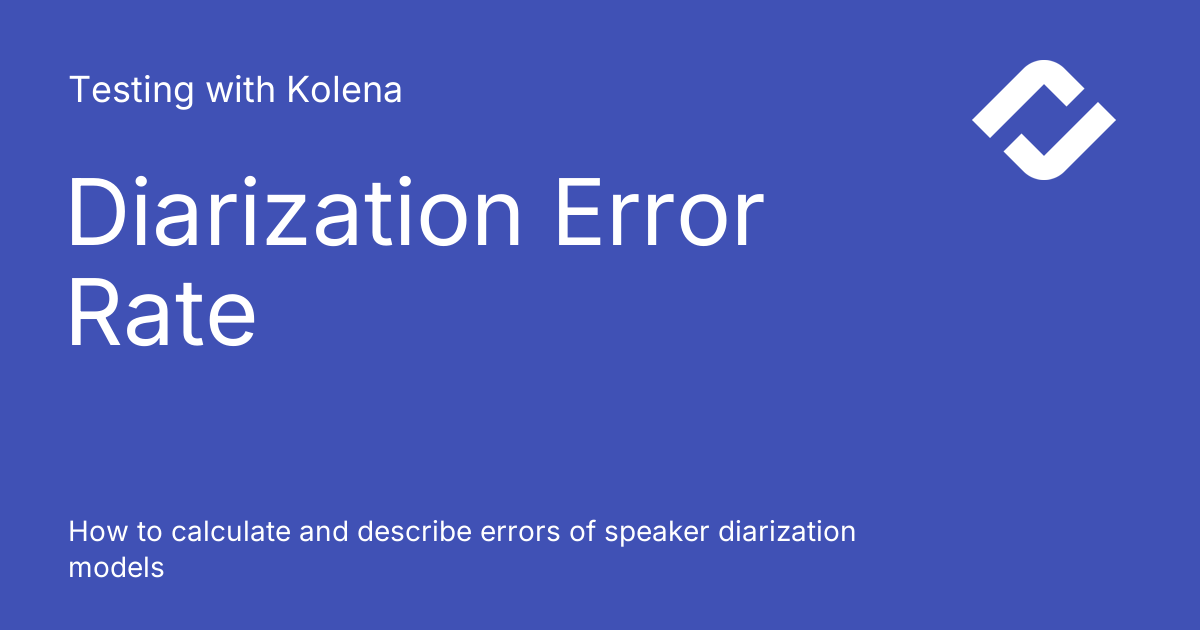 Testing with Kolena
Diarization Error
Rate
How to calculate and describe errors of speaker diarization
models